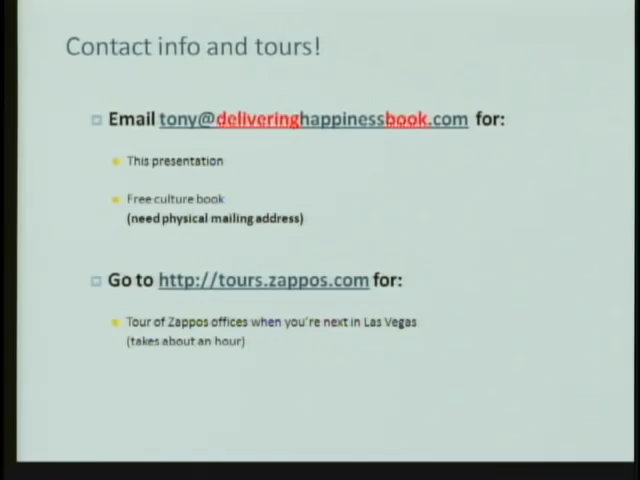 Contact info and tours!
Email tony@deliveringhappinessbook.com for:
This presentation
Free culture book
(need physical mailing address)
Go to http://tours.zappos.com for:
Tour of Zappos offices when you're next in Las Vegas
(takes about an hour)